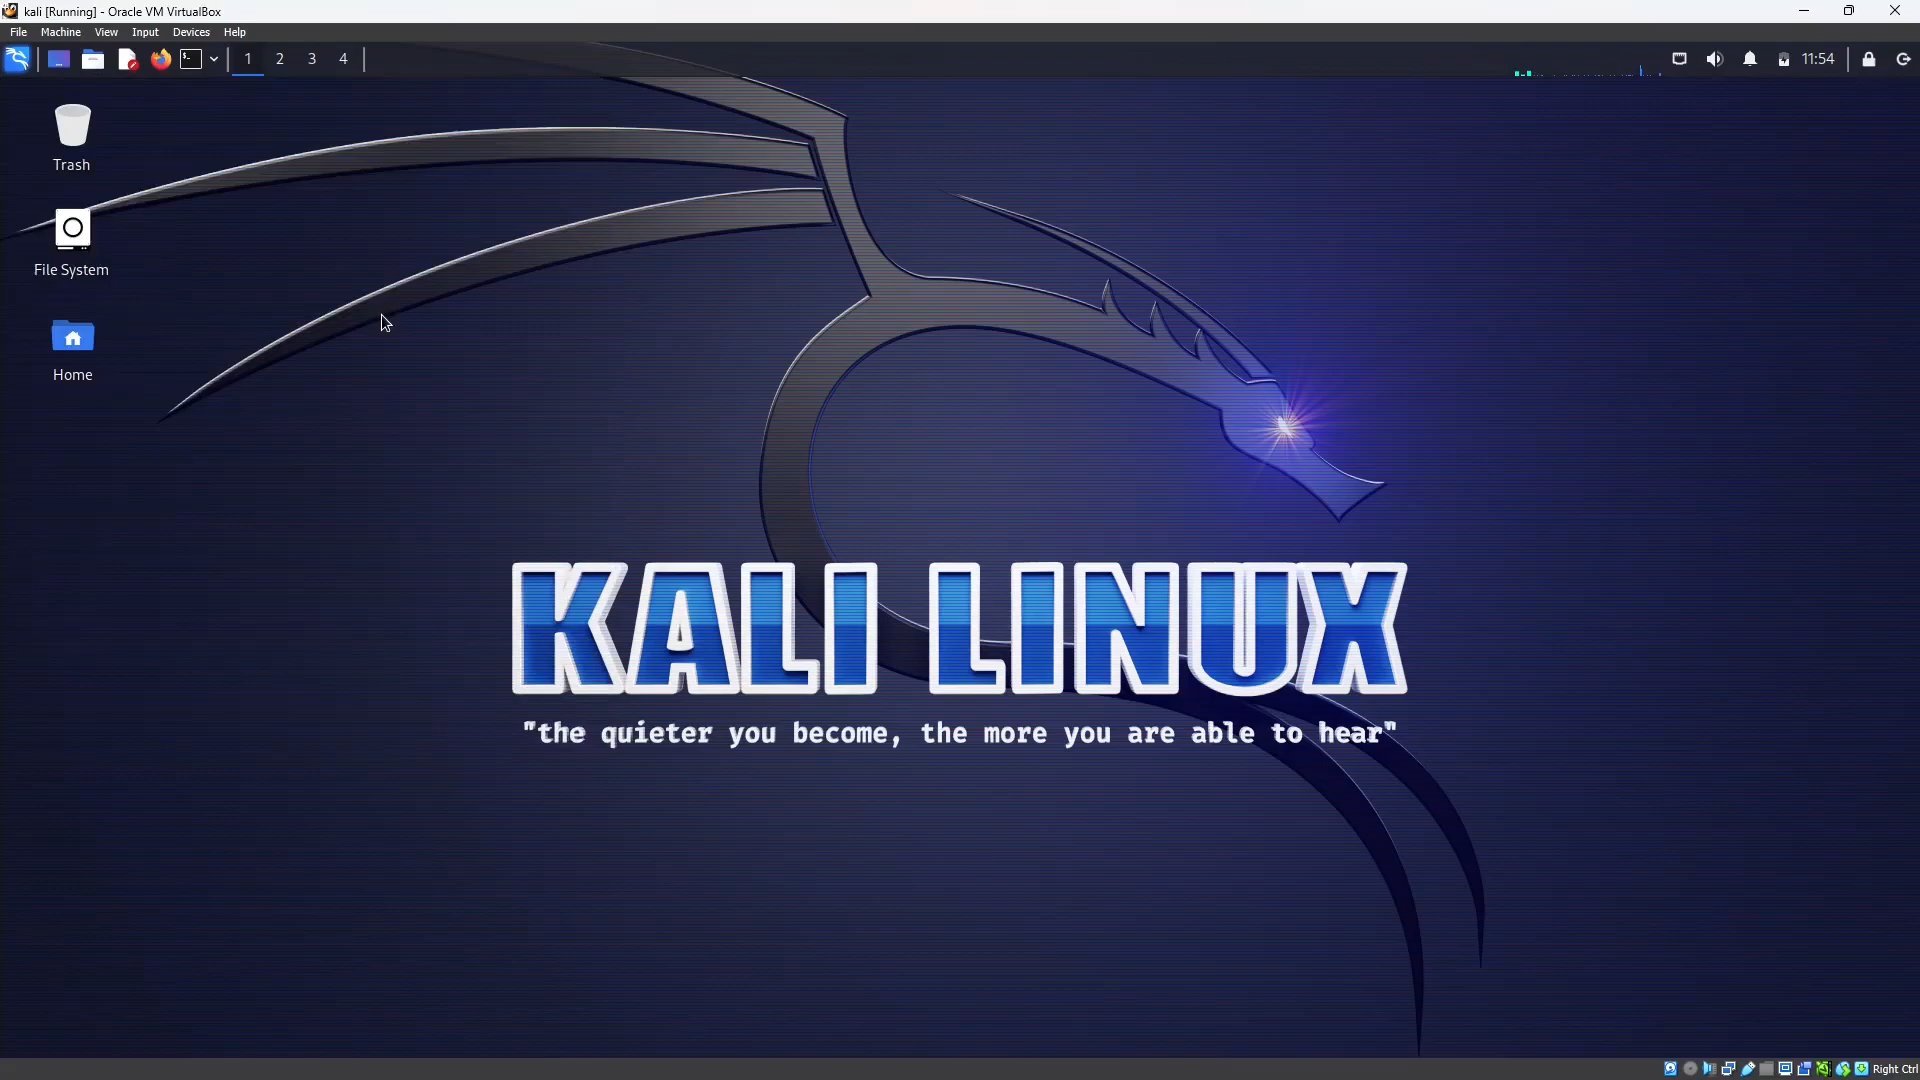 kali [Running] - Oracle VM VirtualBox
File Machine View Input Devices Help
1 2 3 4 11:54
Trash
File System
Home
KALI LINUX
"the quieter you become, the more you are able to hear"
Right Ctrl